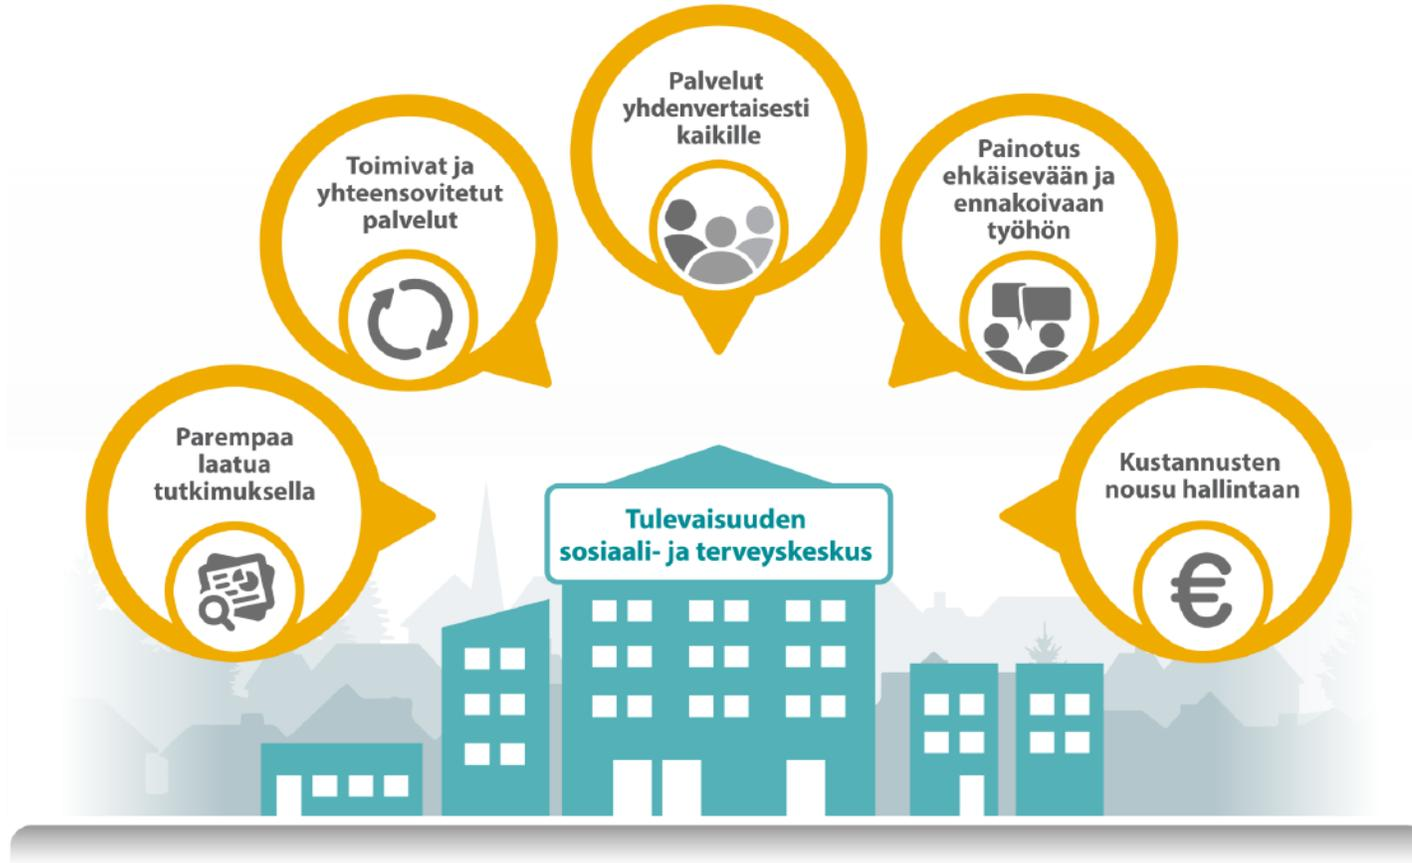 Palvelut
yhdenvertaisesti
kaikille
Toimivat ja
yhteensovitetut
palvelut
Painotus
ehkäisevään ja
ennakoivaan
työhön
Parempaa
laatua
tutkimuksella
Kustannusten
nousu hallintaan
€
Tulevaisuuden
sosiaali- ja terveyskeskus